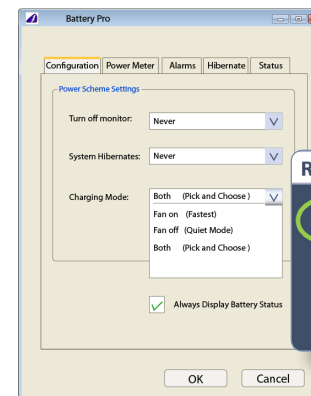 Battery Pro
Configuration Power Meter Alarms Hibernate Status
Power Scheme Settings
Turn off monitor: Never
System Hibernates: Never
Charging Mode: Both (Pick and Choose )
Fan on (Fastest)
Fan off (Quiet Mode)
Both (Pick and Choose )
Always Display Battery Status
OK Cancel
R